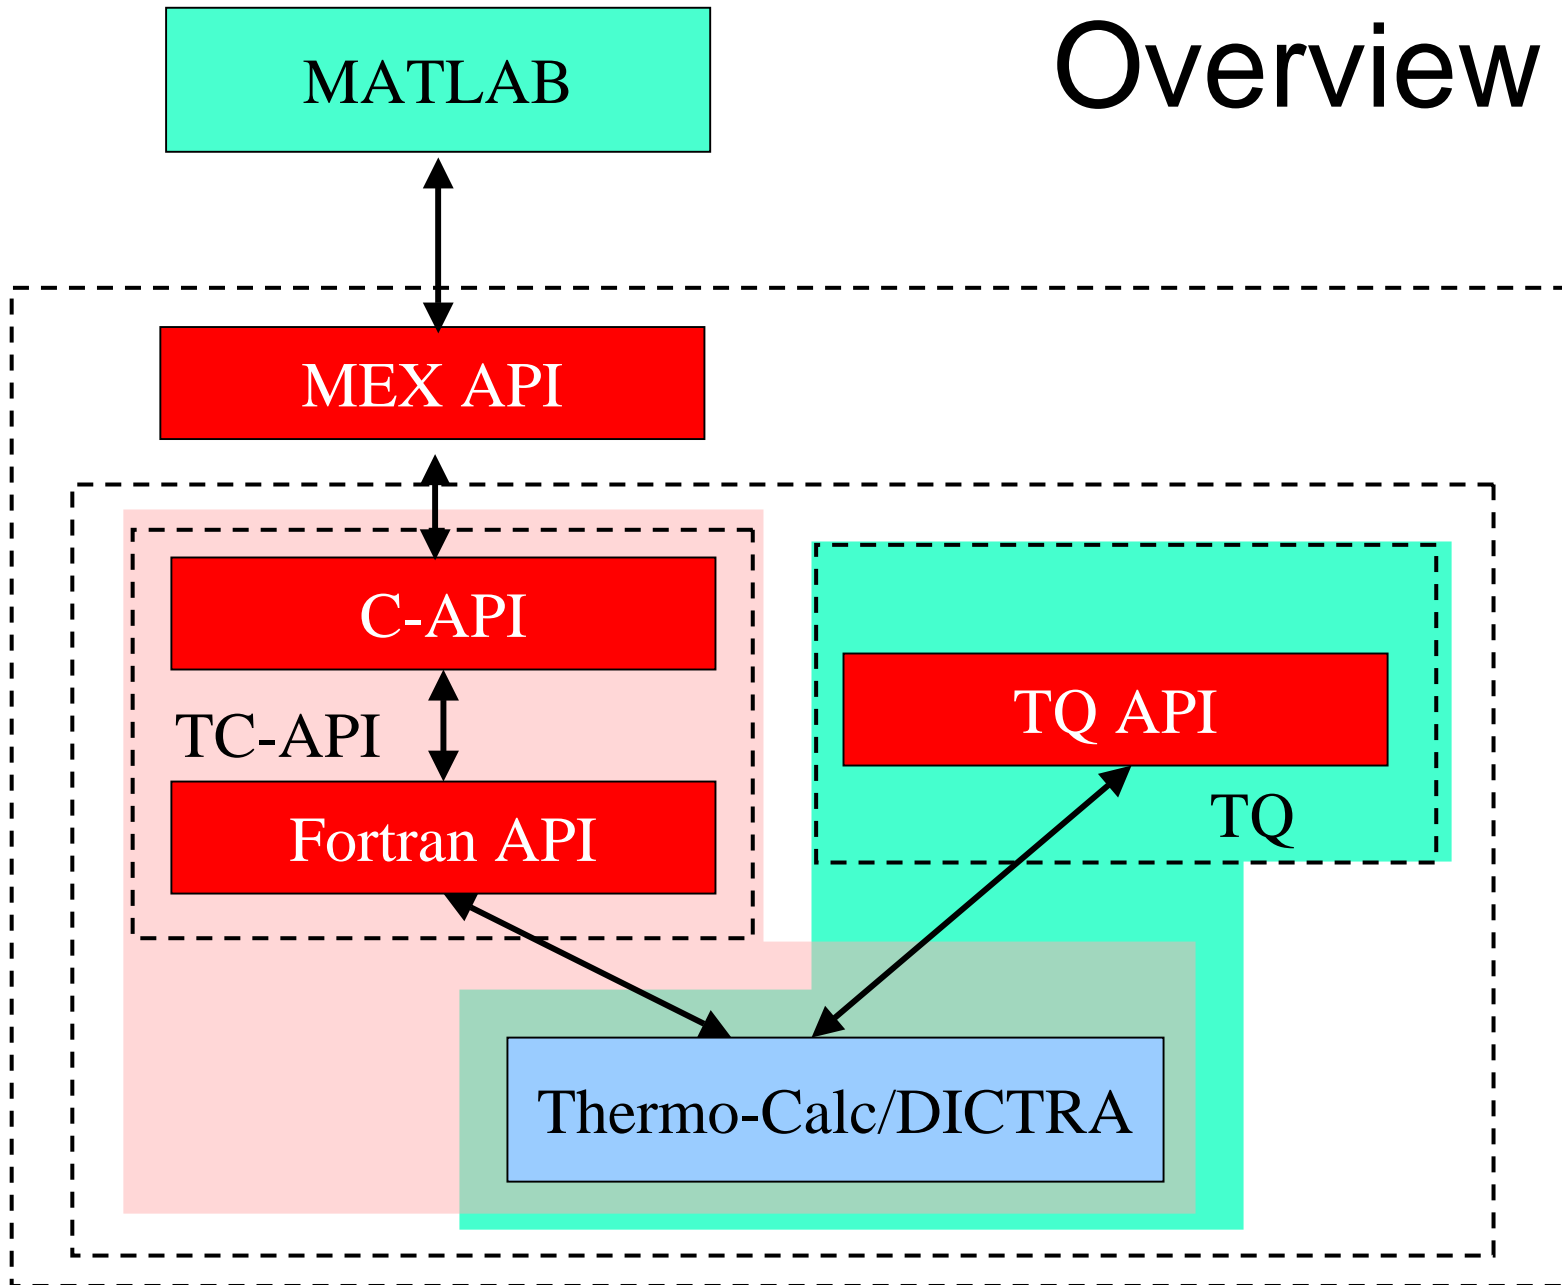 Overview
MATLAB
MEX API
C-API
TC-API
Fortran API
TQ API
TQ
Thermo-Calc/DICTRA